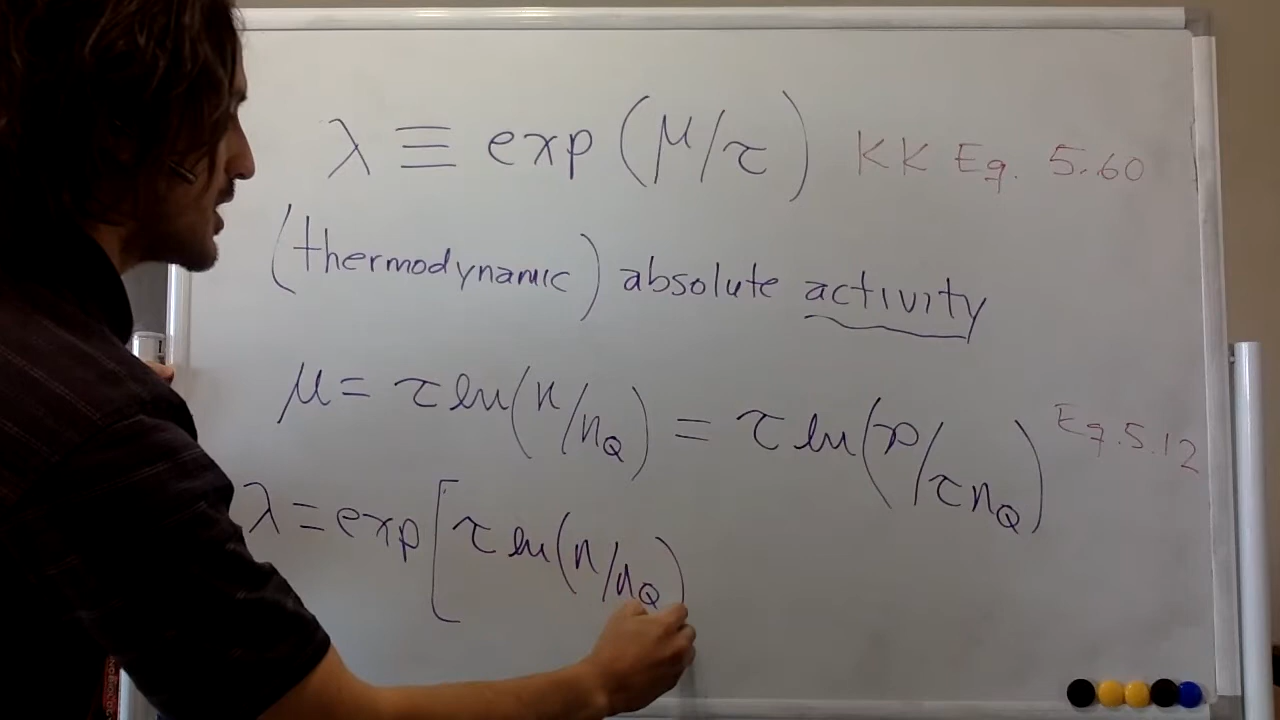 λ ≡ exp(μ/τ) KK Eq. 5.60
(thermodynamic) absolute activity
μ = τ ln(n/n_Q) = τ ln(p/τn_Q) Eq. 5.12
λ = exp[τ ln(n/n_Q)